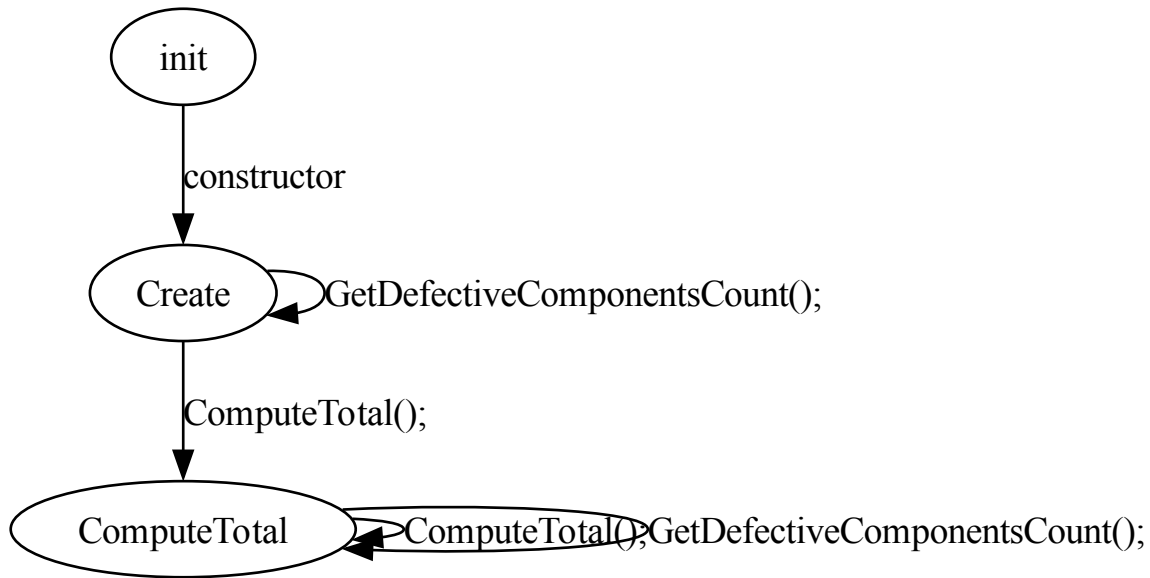 init
constructor
Create
GetDefectiveComponentsCount();
ComputeTotal();
ComputeTotal
ComputeTotal();
GetDefectiveComponentsCount();